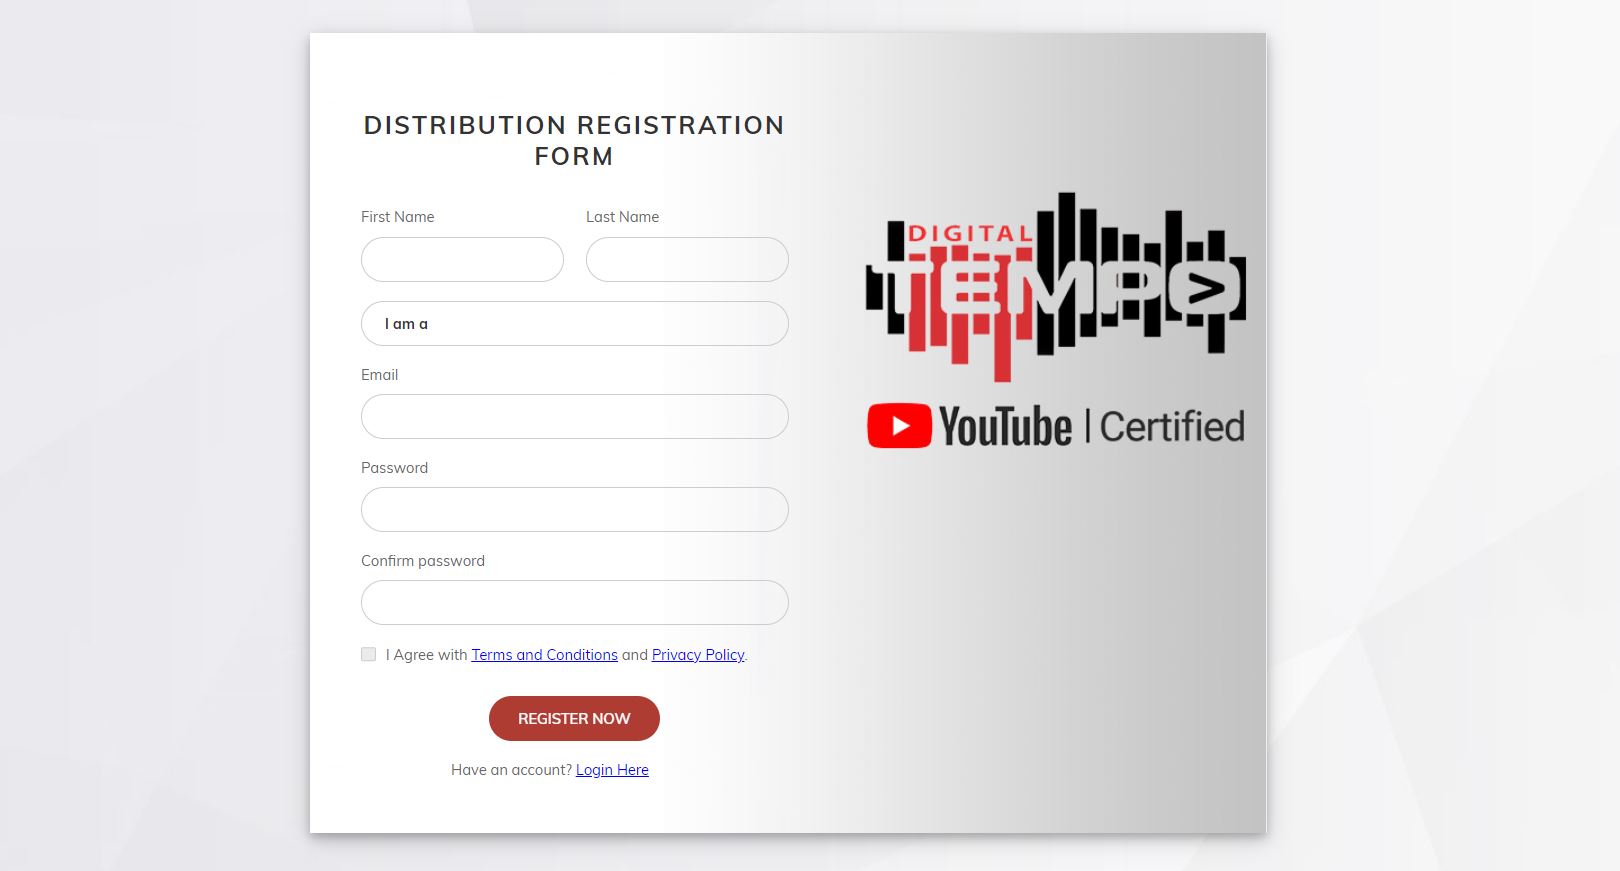 DISTRIBUTION REGISTRATION
FORM
First Name
Last Name
I am a
Email
Password
Confirm password
I Agree with Terms and Conditions and Privacy Policy.
REGISTER NOW
Have an account? Login Here
DIGITAL
TEMPO
YouTube | Certified